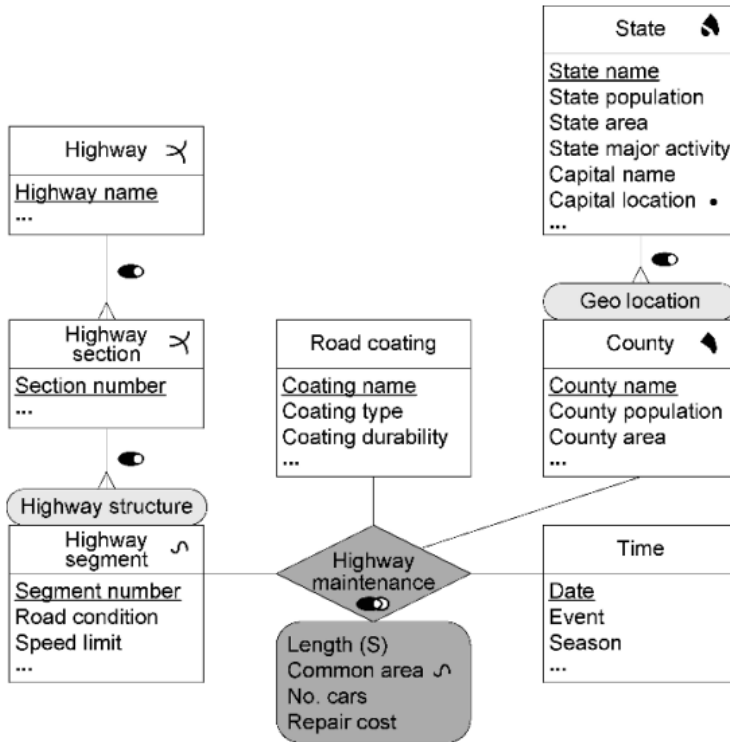 State
State name
State population
State area
State major activity
Capital name
Capital location
...
Highway
Highway name
...
Geo location
Highway
section
Section number
...
Road coating
Coating name
Coating type
Coating durability
...
County
County name
County population
County area
...
Highway structure
Highway
segment
Segment number
Road condition
Speed limit
...
Highway
maintenance
Length (S)
Common area
No. cars
Repair cost
Time
Date
Event
Season
...